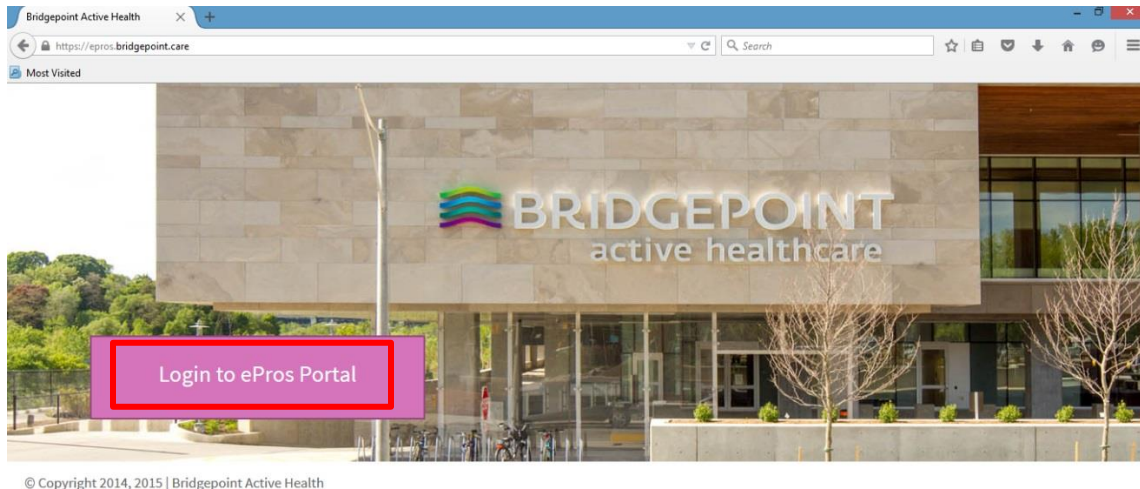 Bridgepoint Active Health
https://epros.bridgepoint.care
Search
Most Visited
BRIDGEPOINT
active healthcare
Login to ePros Portal
© Copyright 2014, 2015 | Bridgepoint Active Health